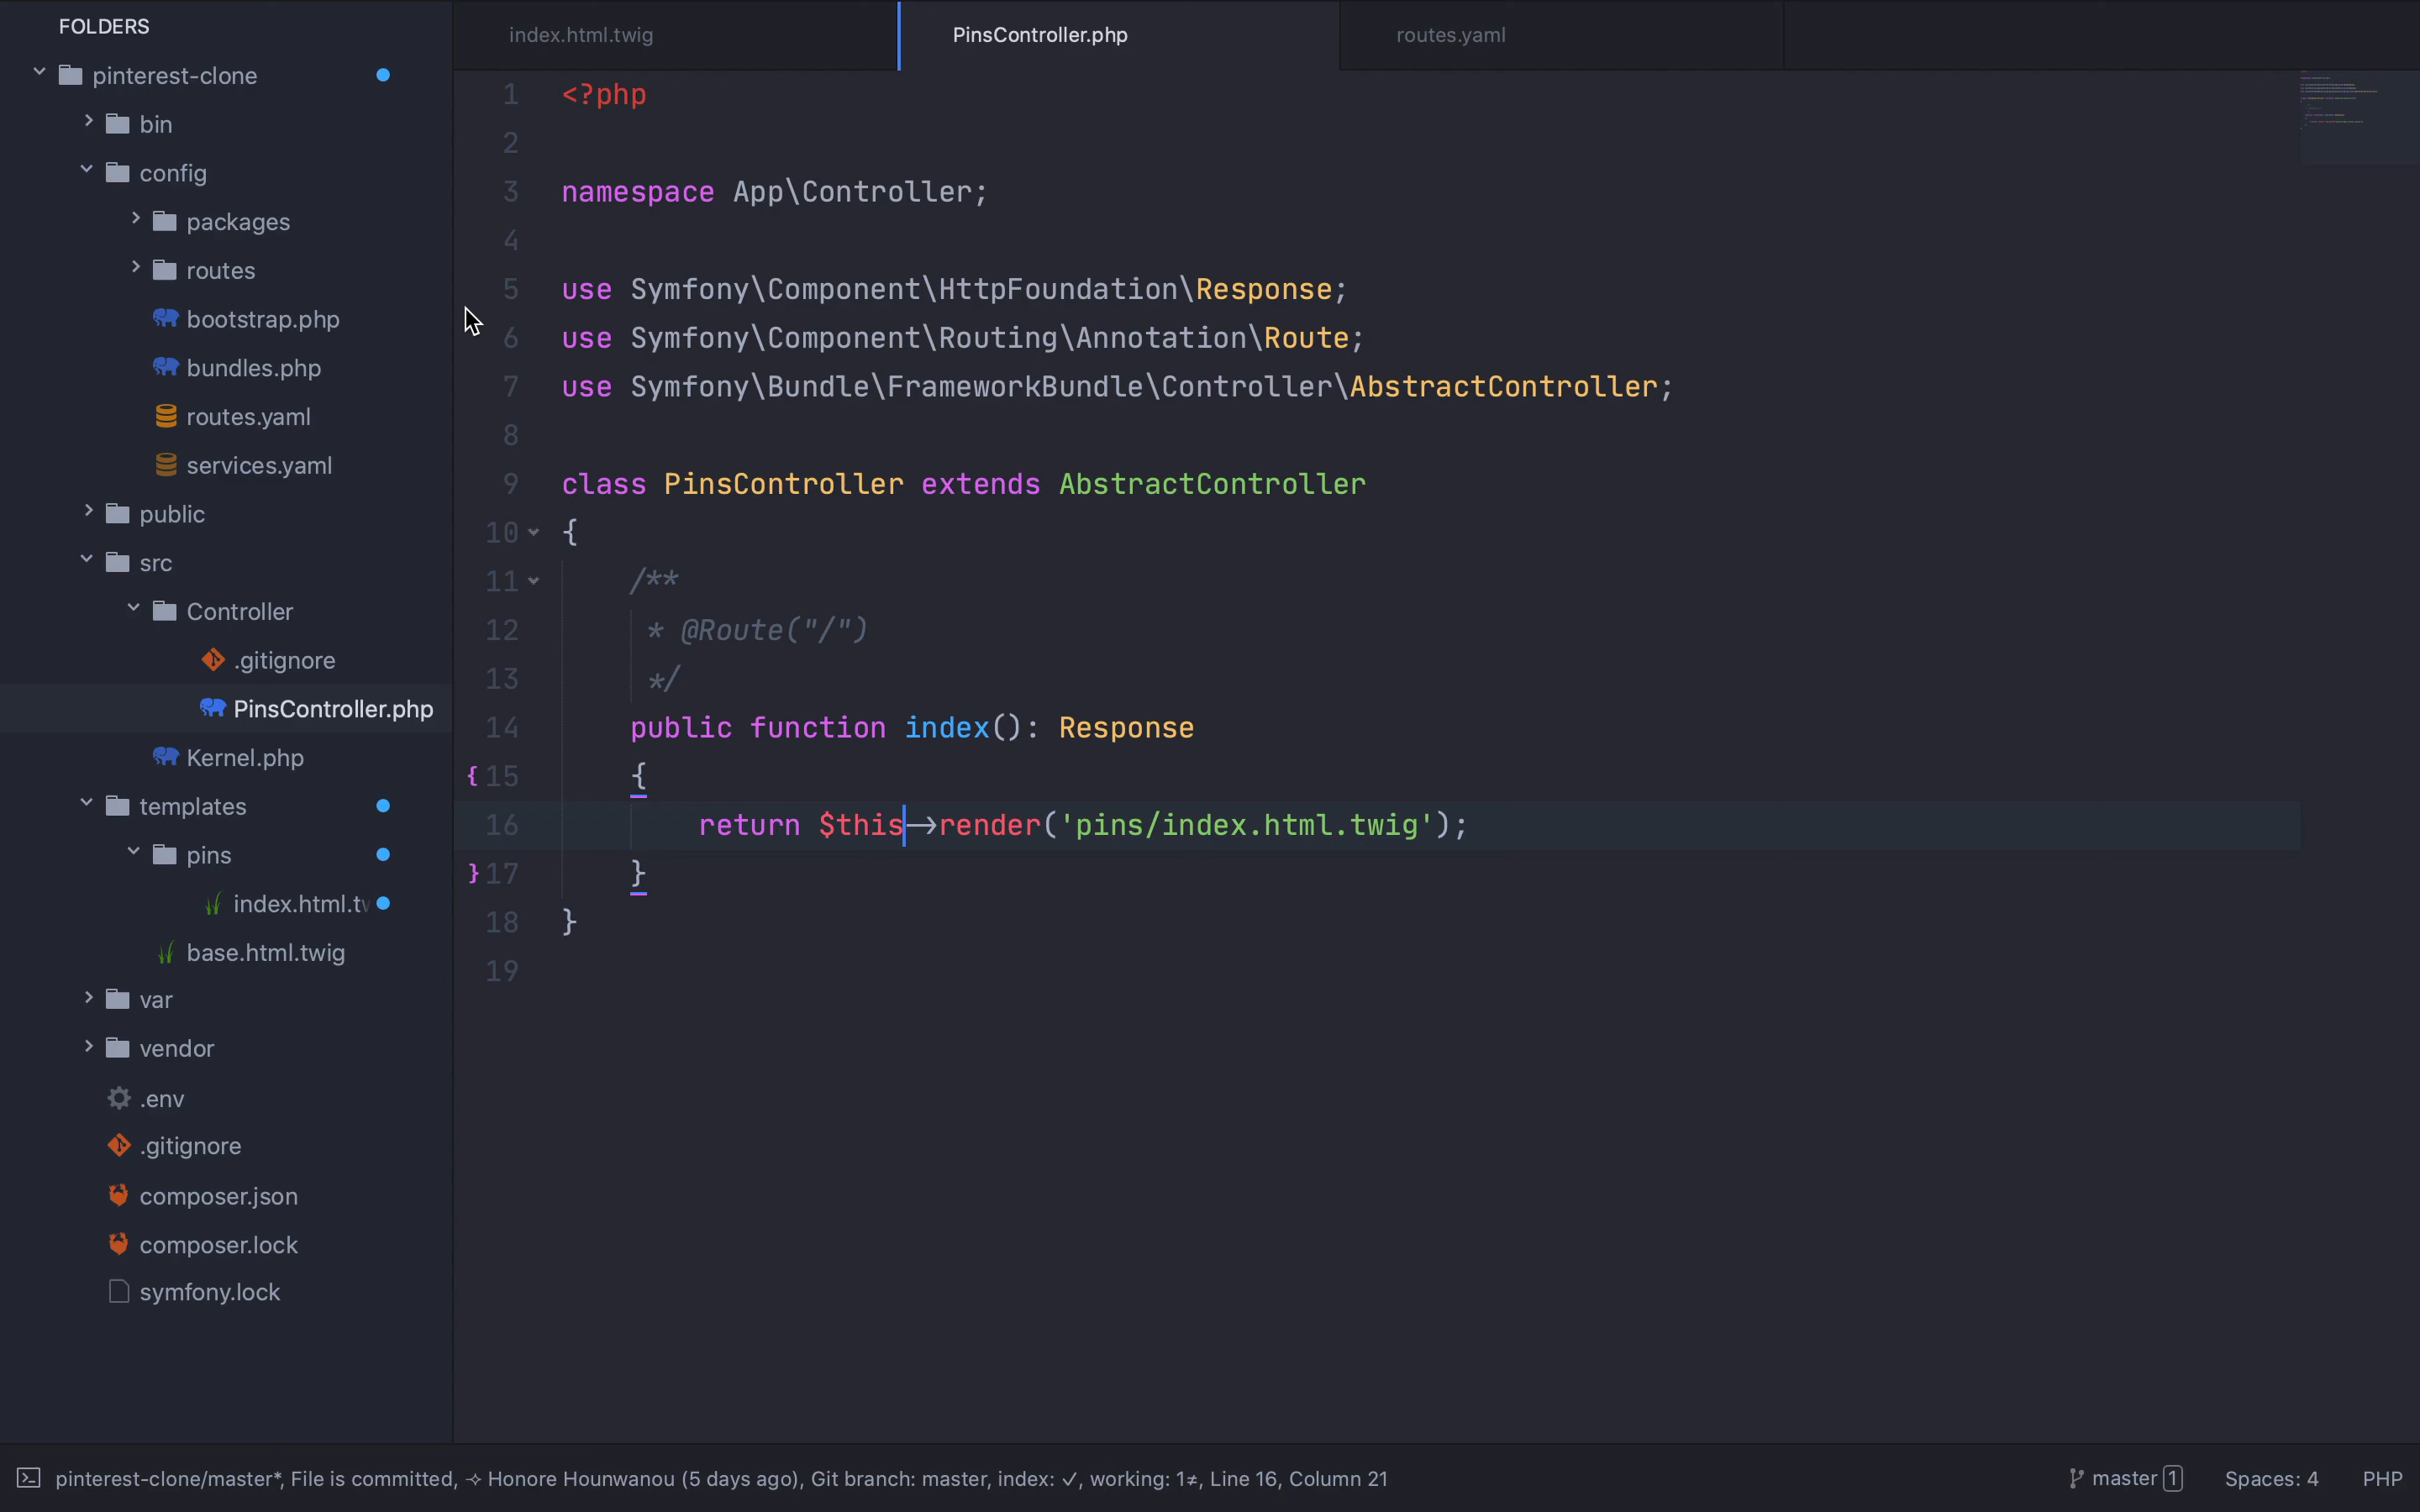 FOLDERS
pinterest-clone
bin
config
packages
routes
bootstrap.php
bundles.php
routes.yaml
services.yaml
public
src
Controller
.gitignore
PinsController.php
Kernel.php
templates
pins
index.html.tw
base.html.twig
var
vendor
.env
.gitignore
composer.json
composer.lock
symfony.lock
index.html.twig PinsController.php routes.yaml
1 <?php
2
3 namespace App\Controller;
4
5 use Symfony\Component\HttpFoundation\Response;
6 use Symfony\Component\Routing\Annotation\Route;
7 use Symfony\Bundle\FrameworkBundle\Controller\AbstractController;
8
9 class PinsController extends AbstractController
10 {
11 /**
12 * @Route("/")
13 */
14 public function index(): Response
{ 15 {
16 return $this->render('pins/index.html.twig');
} 17 }
18 }
19
pinterest-clone/master*, File is committed, ⟢ Honore Hounwanou (5 days ago), Git branch: master, index: ✓, working: 1≠, Line 16, Column 21 master 1 Spaces: 4 PHP